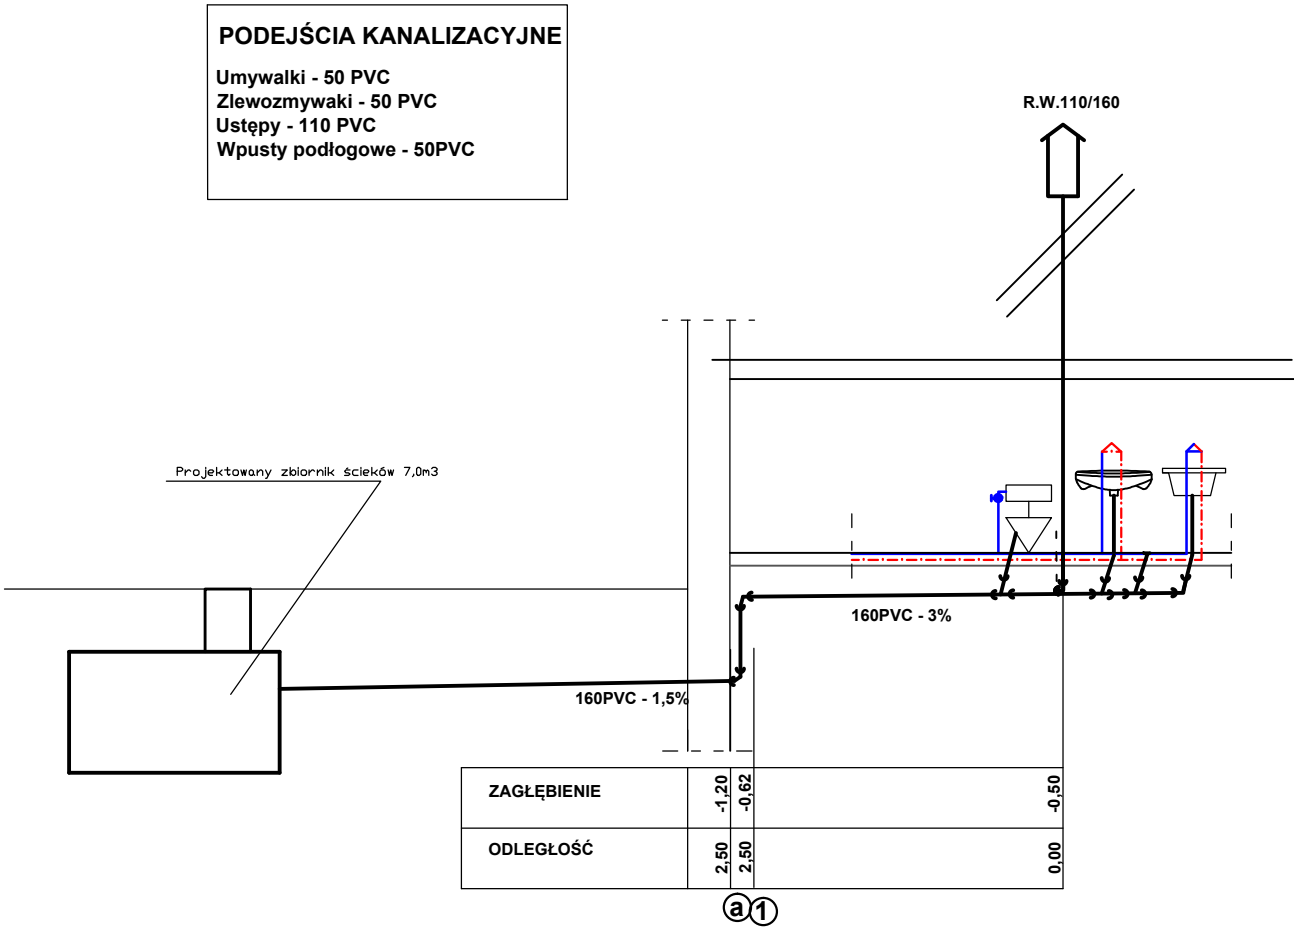 PODEJŚCIA KANALIZACYJNE
Umywalki - 50 PVC
Zlewozmywaki - 50 PVC
Ustępy - 110 PVC
Wpusty podłogowe - 50PVC
R.W.110/160
Projektowany zbiornik ścieków 7,0m3
160PVC - 3%
160PVC - 1,5%
ZAGŁĘBIENIE -1,20 -0,62 -0,50
ODLEGŁOŚĆ 2,50 2,50 0,00
a 1